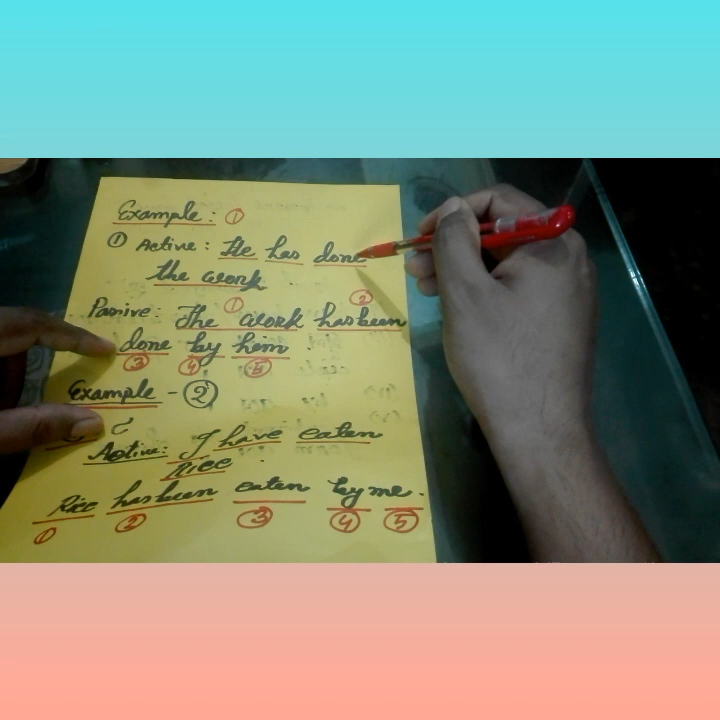 Example: ①
① Active: He has done
the work
Passive: The work has been
① ②
done by him.
③ ④ ⑤
Example - ②
Active: I have eaten
Rice.
Rice has been eaten by me.
① ② ③ ④ ⑤